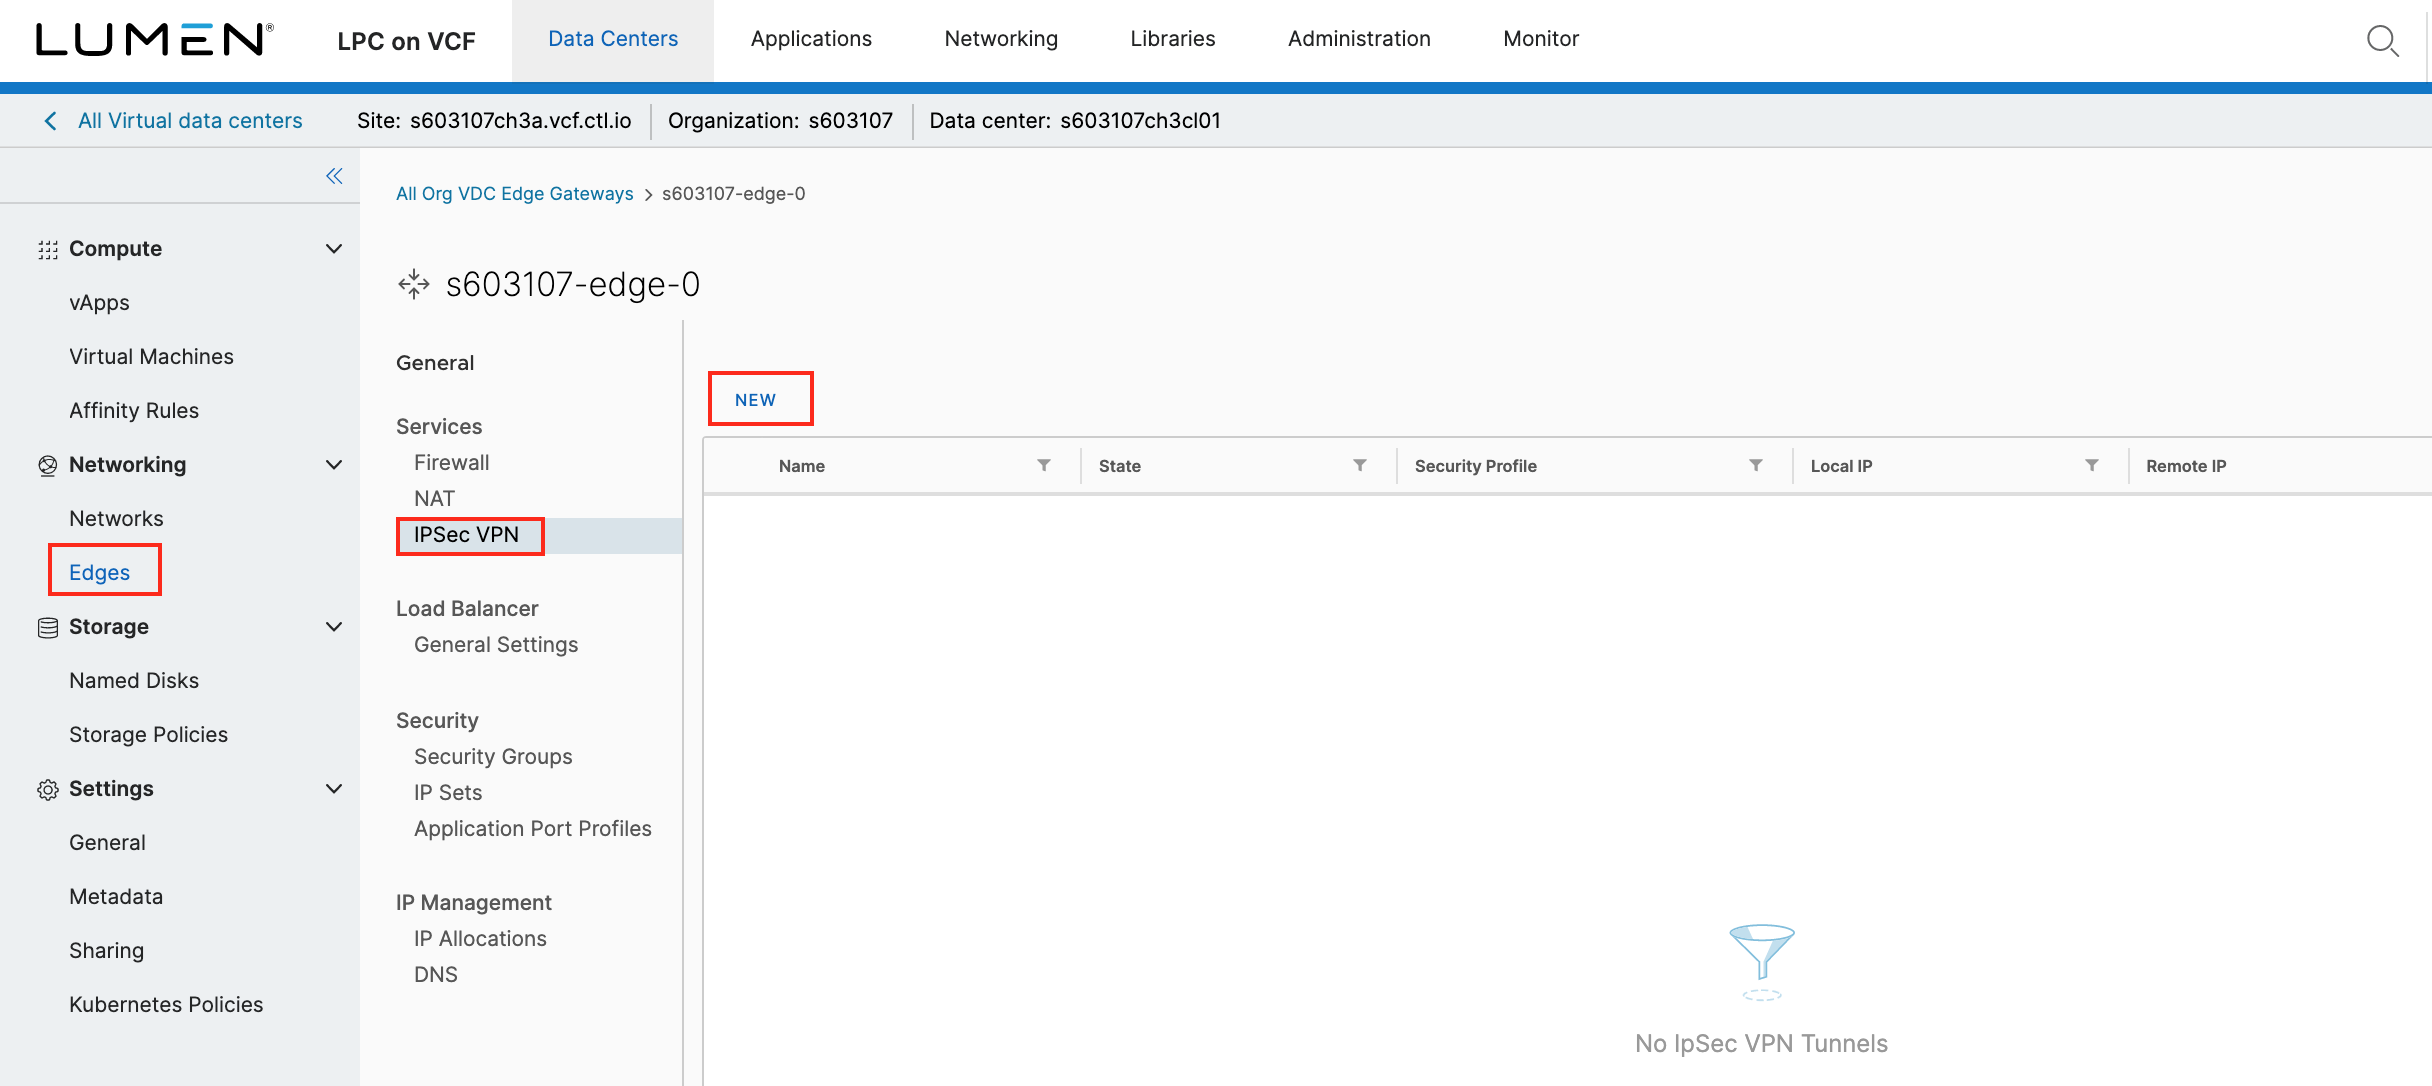 LUMEN®
LPC on VCF
Data Centers
Applications
Networking
Libraries
Administration
Monitor
All Virtual data centers
Site: s603107ch3a.vcf.ctl.io
Organization: s603107
Data center: s603107ch3cl01
Compute
vApps
Virtual Machines
Affinity Rules
Networking
Networks
Edges
Storage
Named Disks
Storage Policies
Settings
General
Metadata
Sharing
Kubernetes Policies
All Org VDC Edge Gateways > s603107-edge-0
s603107-edge-0
General
Services
Firewall
NAT
IPSec VPN
Load Balancer
General Settings
Security
Security Groups
IP Sets
Application Port Profiles
IP Management
IP Allocations
DNS
NEW
Name
State
Security Profile
Local IP
Remote IP
No IpSec VPN Tunnels